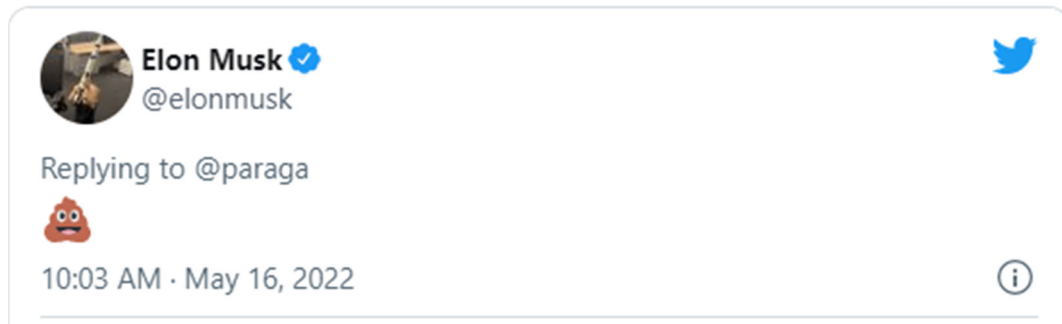 Elon Musk
@elonmusk
Replying to @paraga
💩
10:03 AM · May 16, 2022